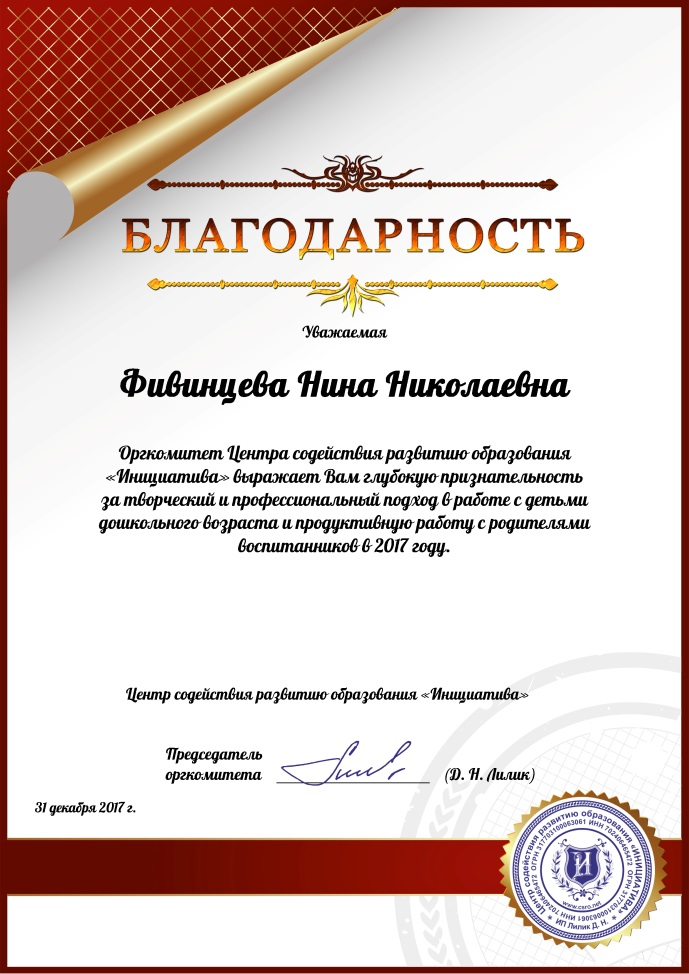 БЛАГОДАРНОСТЬ
Уважаемая
Фивинцева Нина Николаевна
Оргкомитет Центра содействия развитию образования
«Инициатива» выражает Вам глубокую признательность
за творческий и профессиональный подход в работе с детьми
дошкольного возраста и продуктивную работу с родителями
воспитанников в 2017 году.
Центр содействия развитию образования «Инициатива»
Председатель
оргкомитета
(Д. Н. Лилик)
31 декабря 2017 г.
Центр содействия развитию образования «ИНИЦИАТИВА»
ИП Лилик Д. Н.
И
www.csro.net